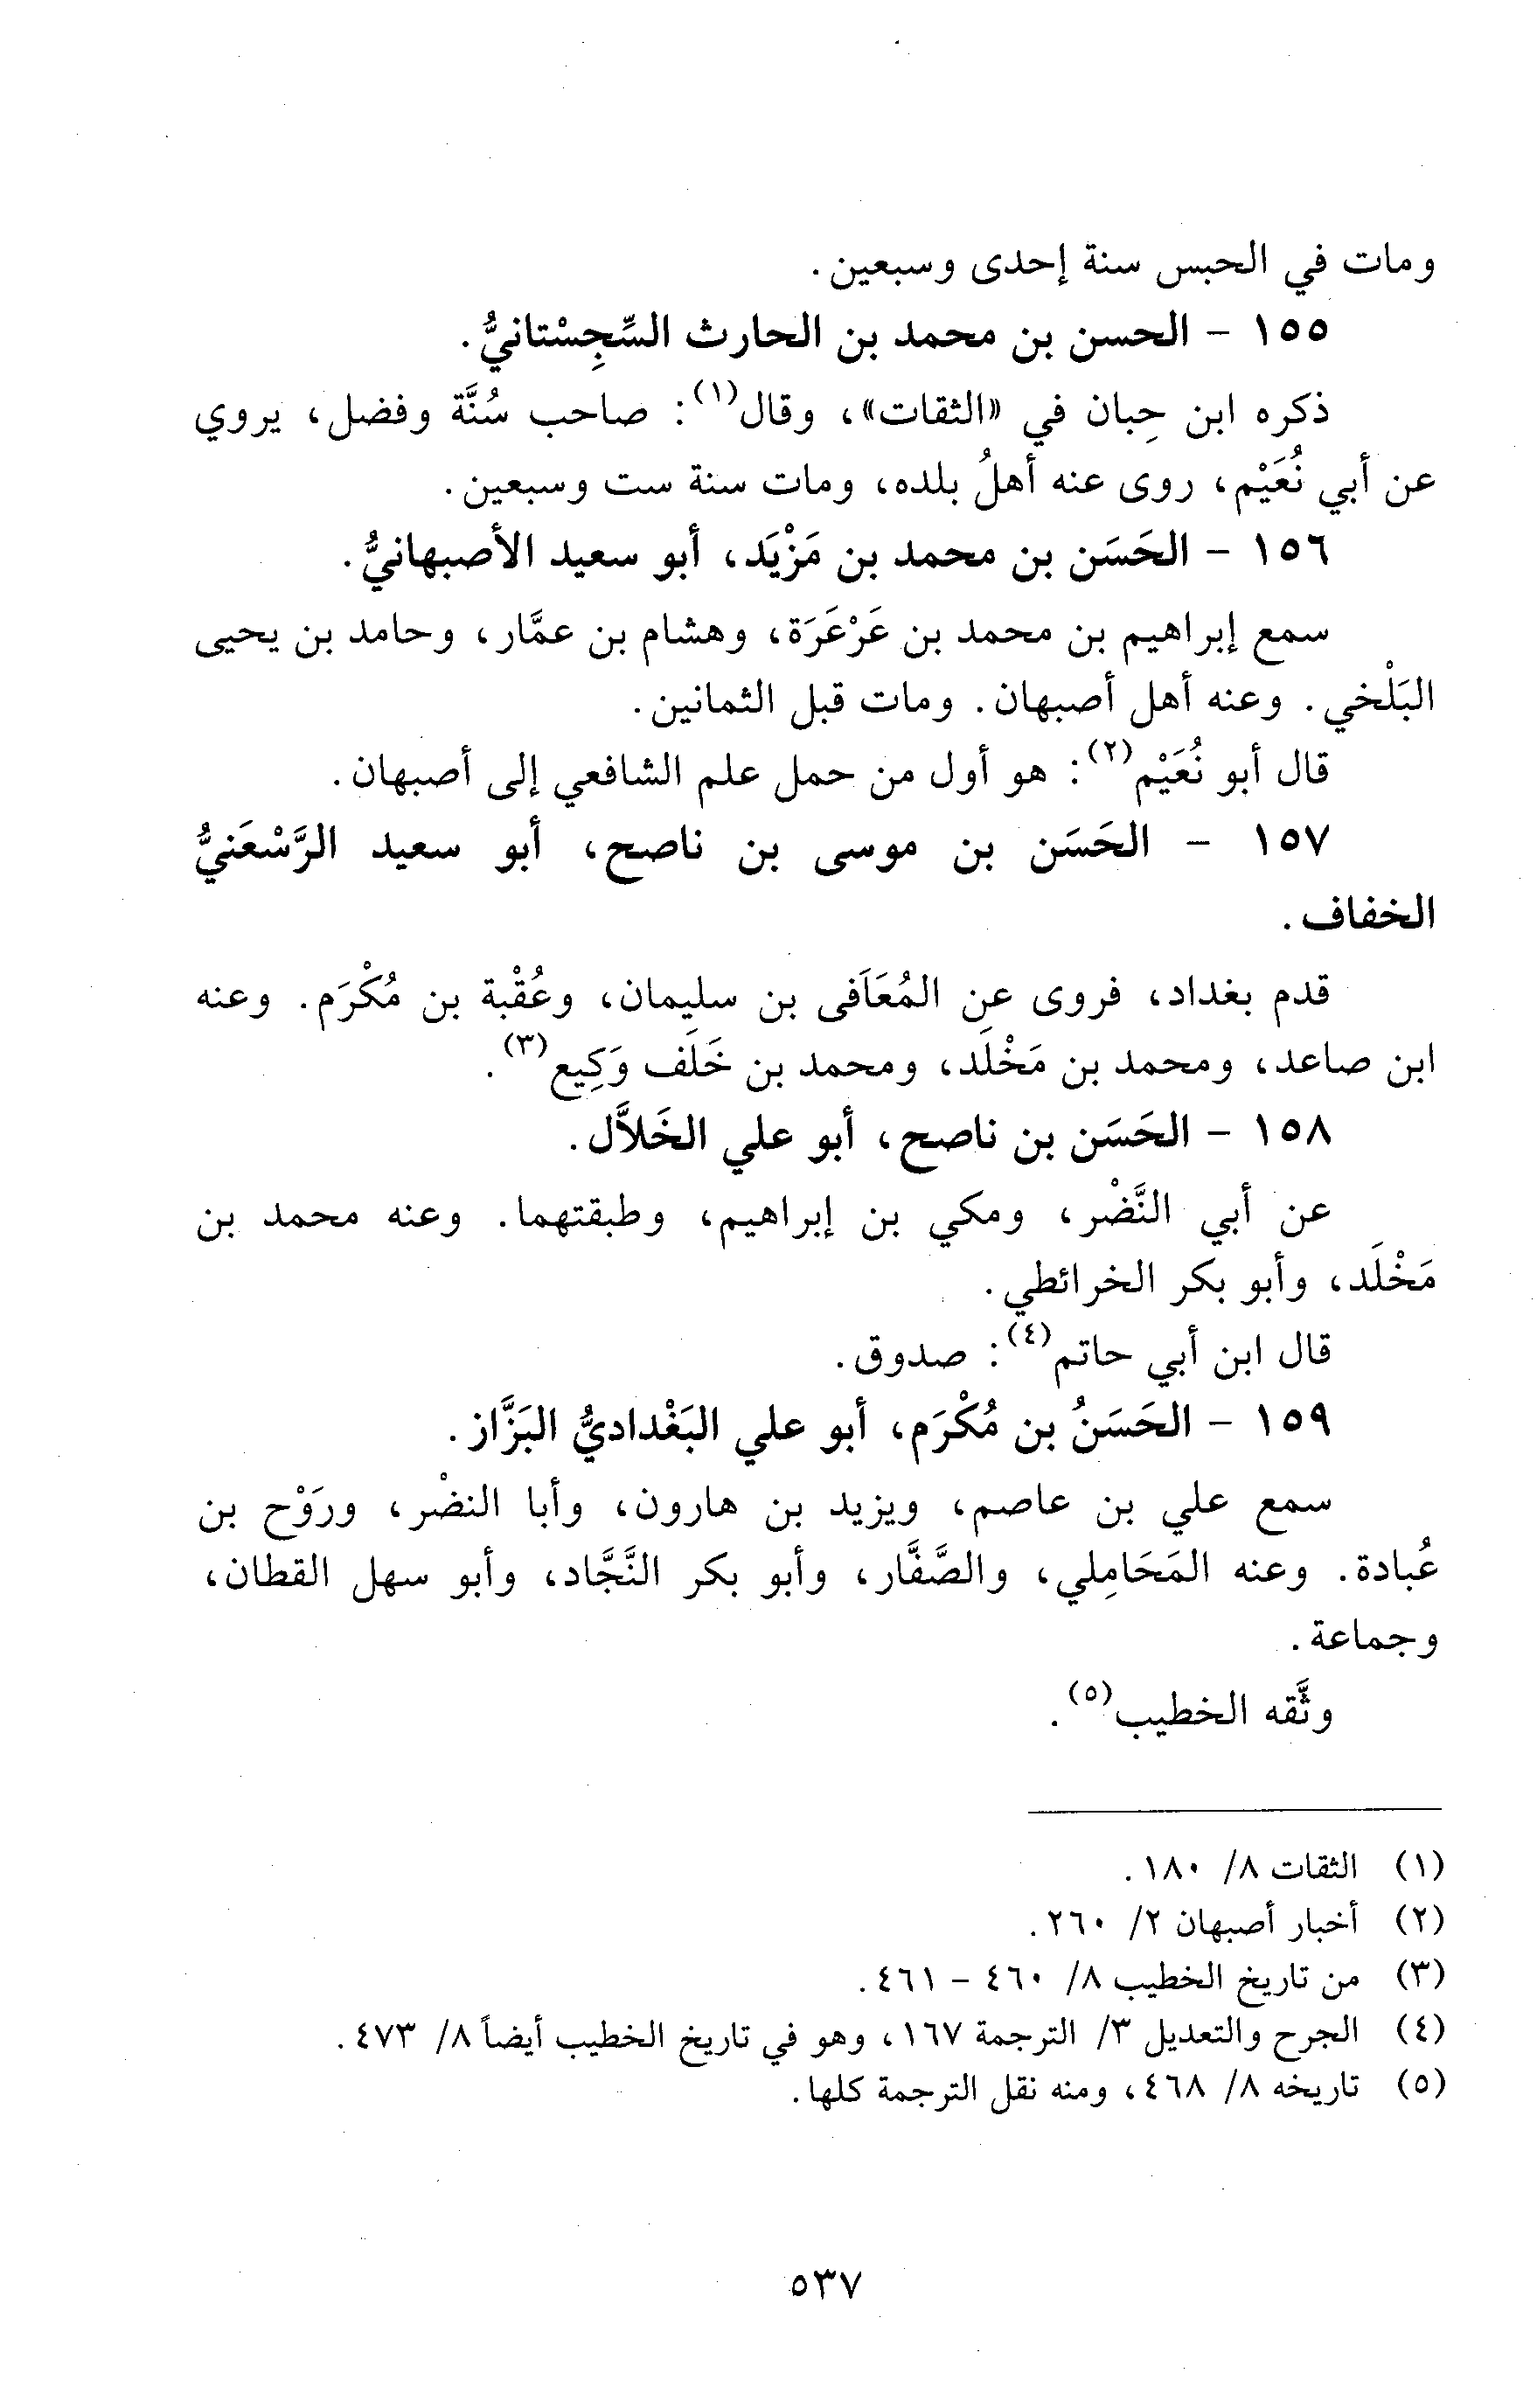 ومات في الحبس سنة إحدى وسبعين.
١٥٥ - الحسن بن محمد بن الحارث السِّجِسْتانيُّ.
ذكره ابن حِبان في «الثقات»، وقال(١): صاحب سُنَّة وفضل، يروي
عن أبي نُعَيْم، روى عنه أهلُ بلده، ومات سنة ست وسبعين.
١٥٦ - الحَسَن بن محمد بن مَزْيَد، أبو سعيد الأصبهانيُّ.
سمع إبراهيم بن محمد بن عَرْعَرَة، وهشام بن عمَّار، وحامد بن يحيى
البَلْخي. وعنه أهل أصبهان. ومات قبل الثمانين.
قال أبو نُعَيْم(٢): هو أول من حمل علم الشافعي إلى أصبهان.
١٥٧ - الحَسَن بن موسى بن ناصح، أبو سعيد الرَّسْعَنيُّ
الخفاف.
قدم بغداد، فروى عن المُعَافَى بن سليمان، وعُقْبة بن مُكْرَم. وعنه
ابن صاعد، ومحمد بن مَخْلَد، ومحمد بن خَلَف وَكِيع(٣).
١٥٨ - الحَسَن بن ناصح، أبو علي الخَلاَّل.
عن أبي النَّضْر، ومكي بن إبراهيم، وطبقتهما. وعنه محمد بن
مَخْلَد، وأبو بكر الخرائطي.
قال ابن أبي حاتم(٤): صدوق.
١٥٩ - الحَسَنُ بن مُكْرَم، أبو علي البَغْداديُّ البَزَّاز.
سمع علي بن عاصم، ويزيد بن هارون، وأبا النضْر، ورَوْح بن
عُبادة. وعنه المَحَامِلي، والصَّفَّار، وأبو بكر النَّجَّاد، وأبو سهل القطان،
وجماعة.
وثَّقه الخطيب(٥).
(١) الثقات ٨/ ١٨٠.
(٢) أخبار أصبهان ٢/ ٢٦٠.
(٣) من تاريخ الخطيب ٨/ ٤٦٠ - ٤٦١.
(٤) الجرح والتعديل ٣/ الترجمة ١٦٧، وهو في تاريخ الخطيب أيضاً ٨/ ٤٧٣.
(٥) تاريخه ٨/ ٤٦٨، ومنه نقل الترجمة كلها.
٥٣٧